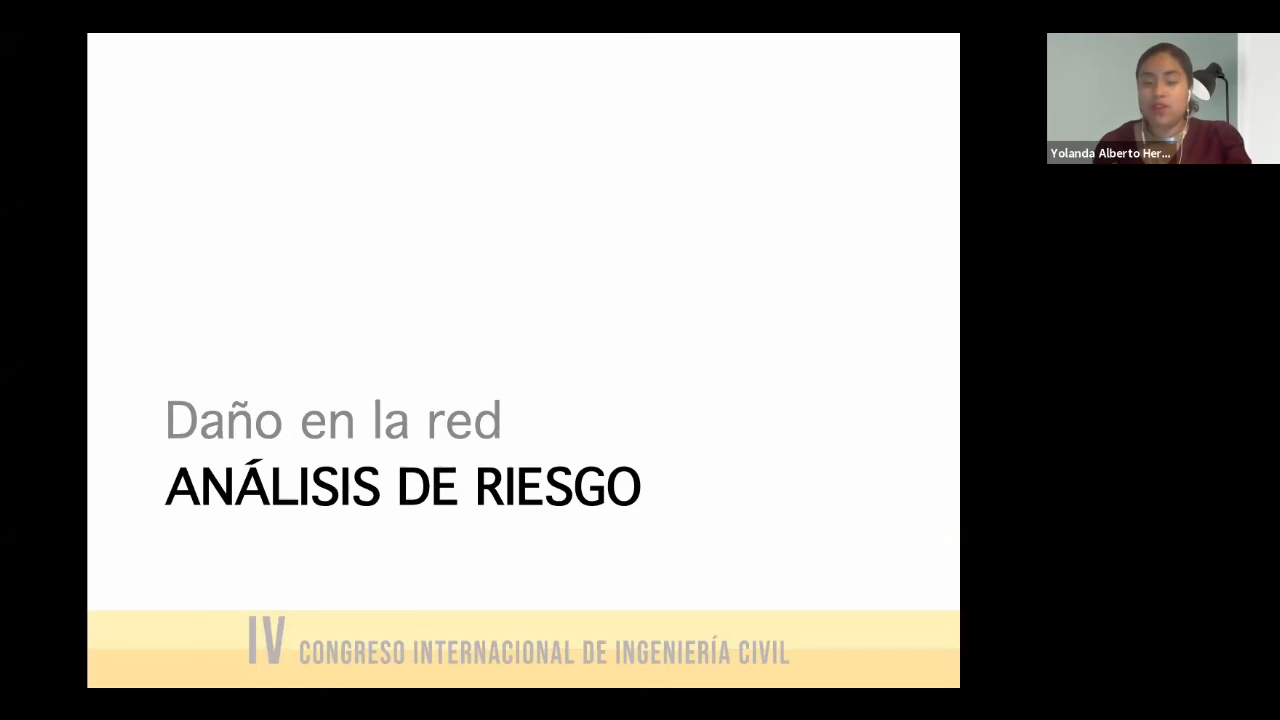 Yolanda Alberto Her...
Daño en la red
ANÁLISIS DE RIESGO
IV CONGRESO INTERNACIONAL DE INGENIERÍA CIVIL